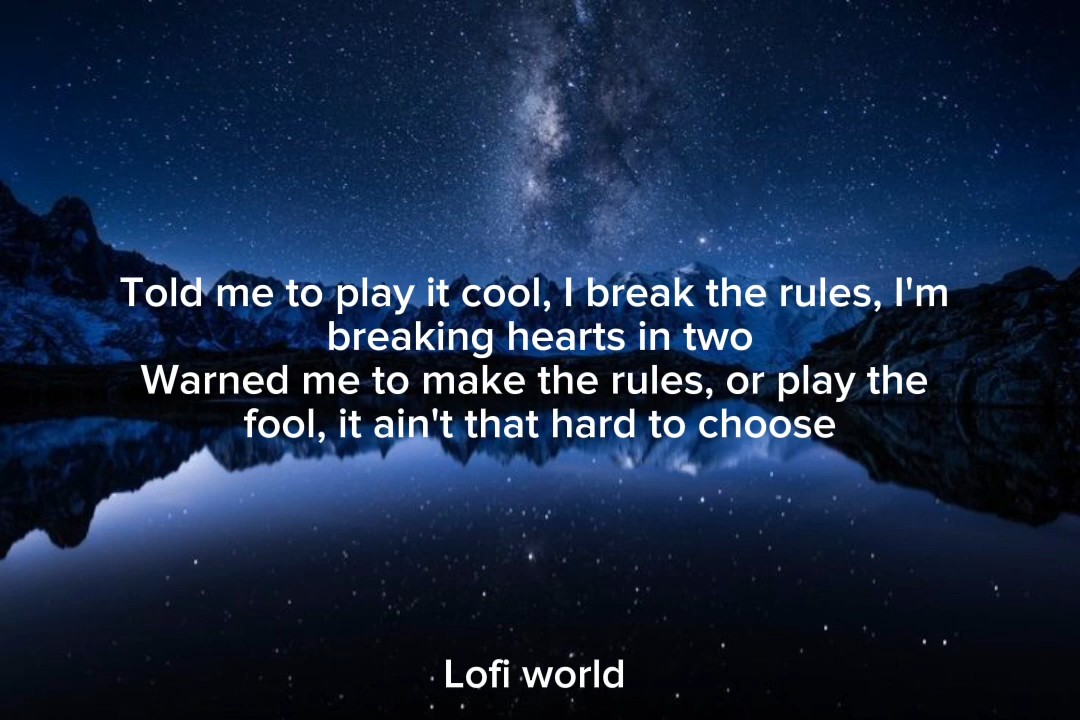 Told me to play it cool, I break the rules, I'm
breaking hearts in two
Warned me to make the rules, or play the
fool, it ain't that hard to choose
Lofi world